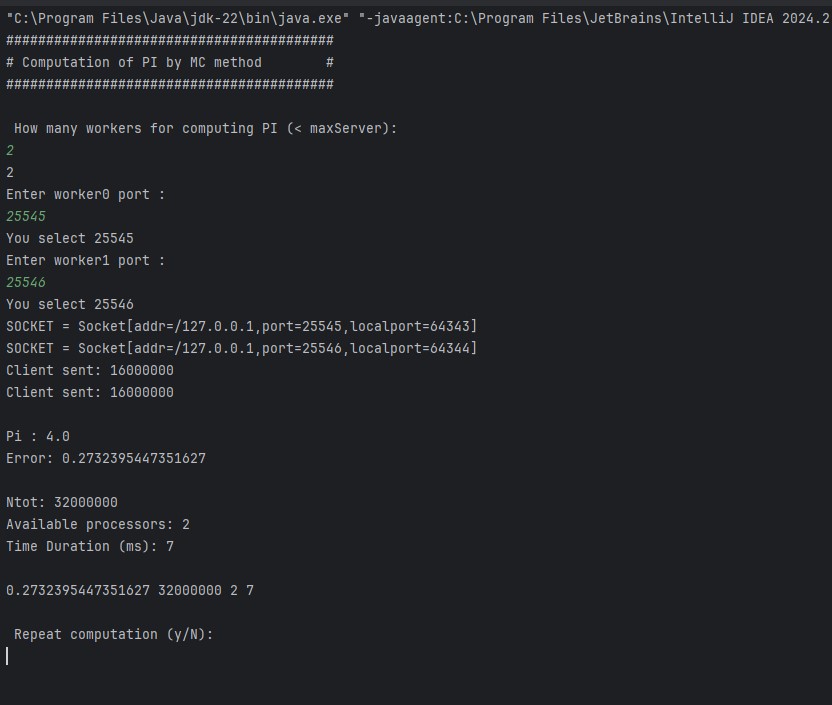 "C:\Program Files\Java\jdk-22\bin\java.exe" "-javaagent:C:\Program Files\JetBrains\IntelliJ IDEA 2024.2
#########################################
# Computation of PI by MC method        #
#########################################
 How many workers for computing PI (< maxServer):
2
2
Enter worker0 port :
25545
You select 25545
Enter worker1 port :
25546
You select 25546
SOCKET = Socket[addr=/127.0.0.1,port=25545,localport=64343]
SOCKET = Socket[addr=/127.0.0.1,port=25546,localport=64344]
Client sent: 16000000
Client sent: 16000000
Pi : 4.0
Error: 0.2732395447351627
Ntot: 32000000
Available processors: 2
Time Duration (ms): 7
0.2732395447351627 32000000 2 7
 Repeat computation (y/N):